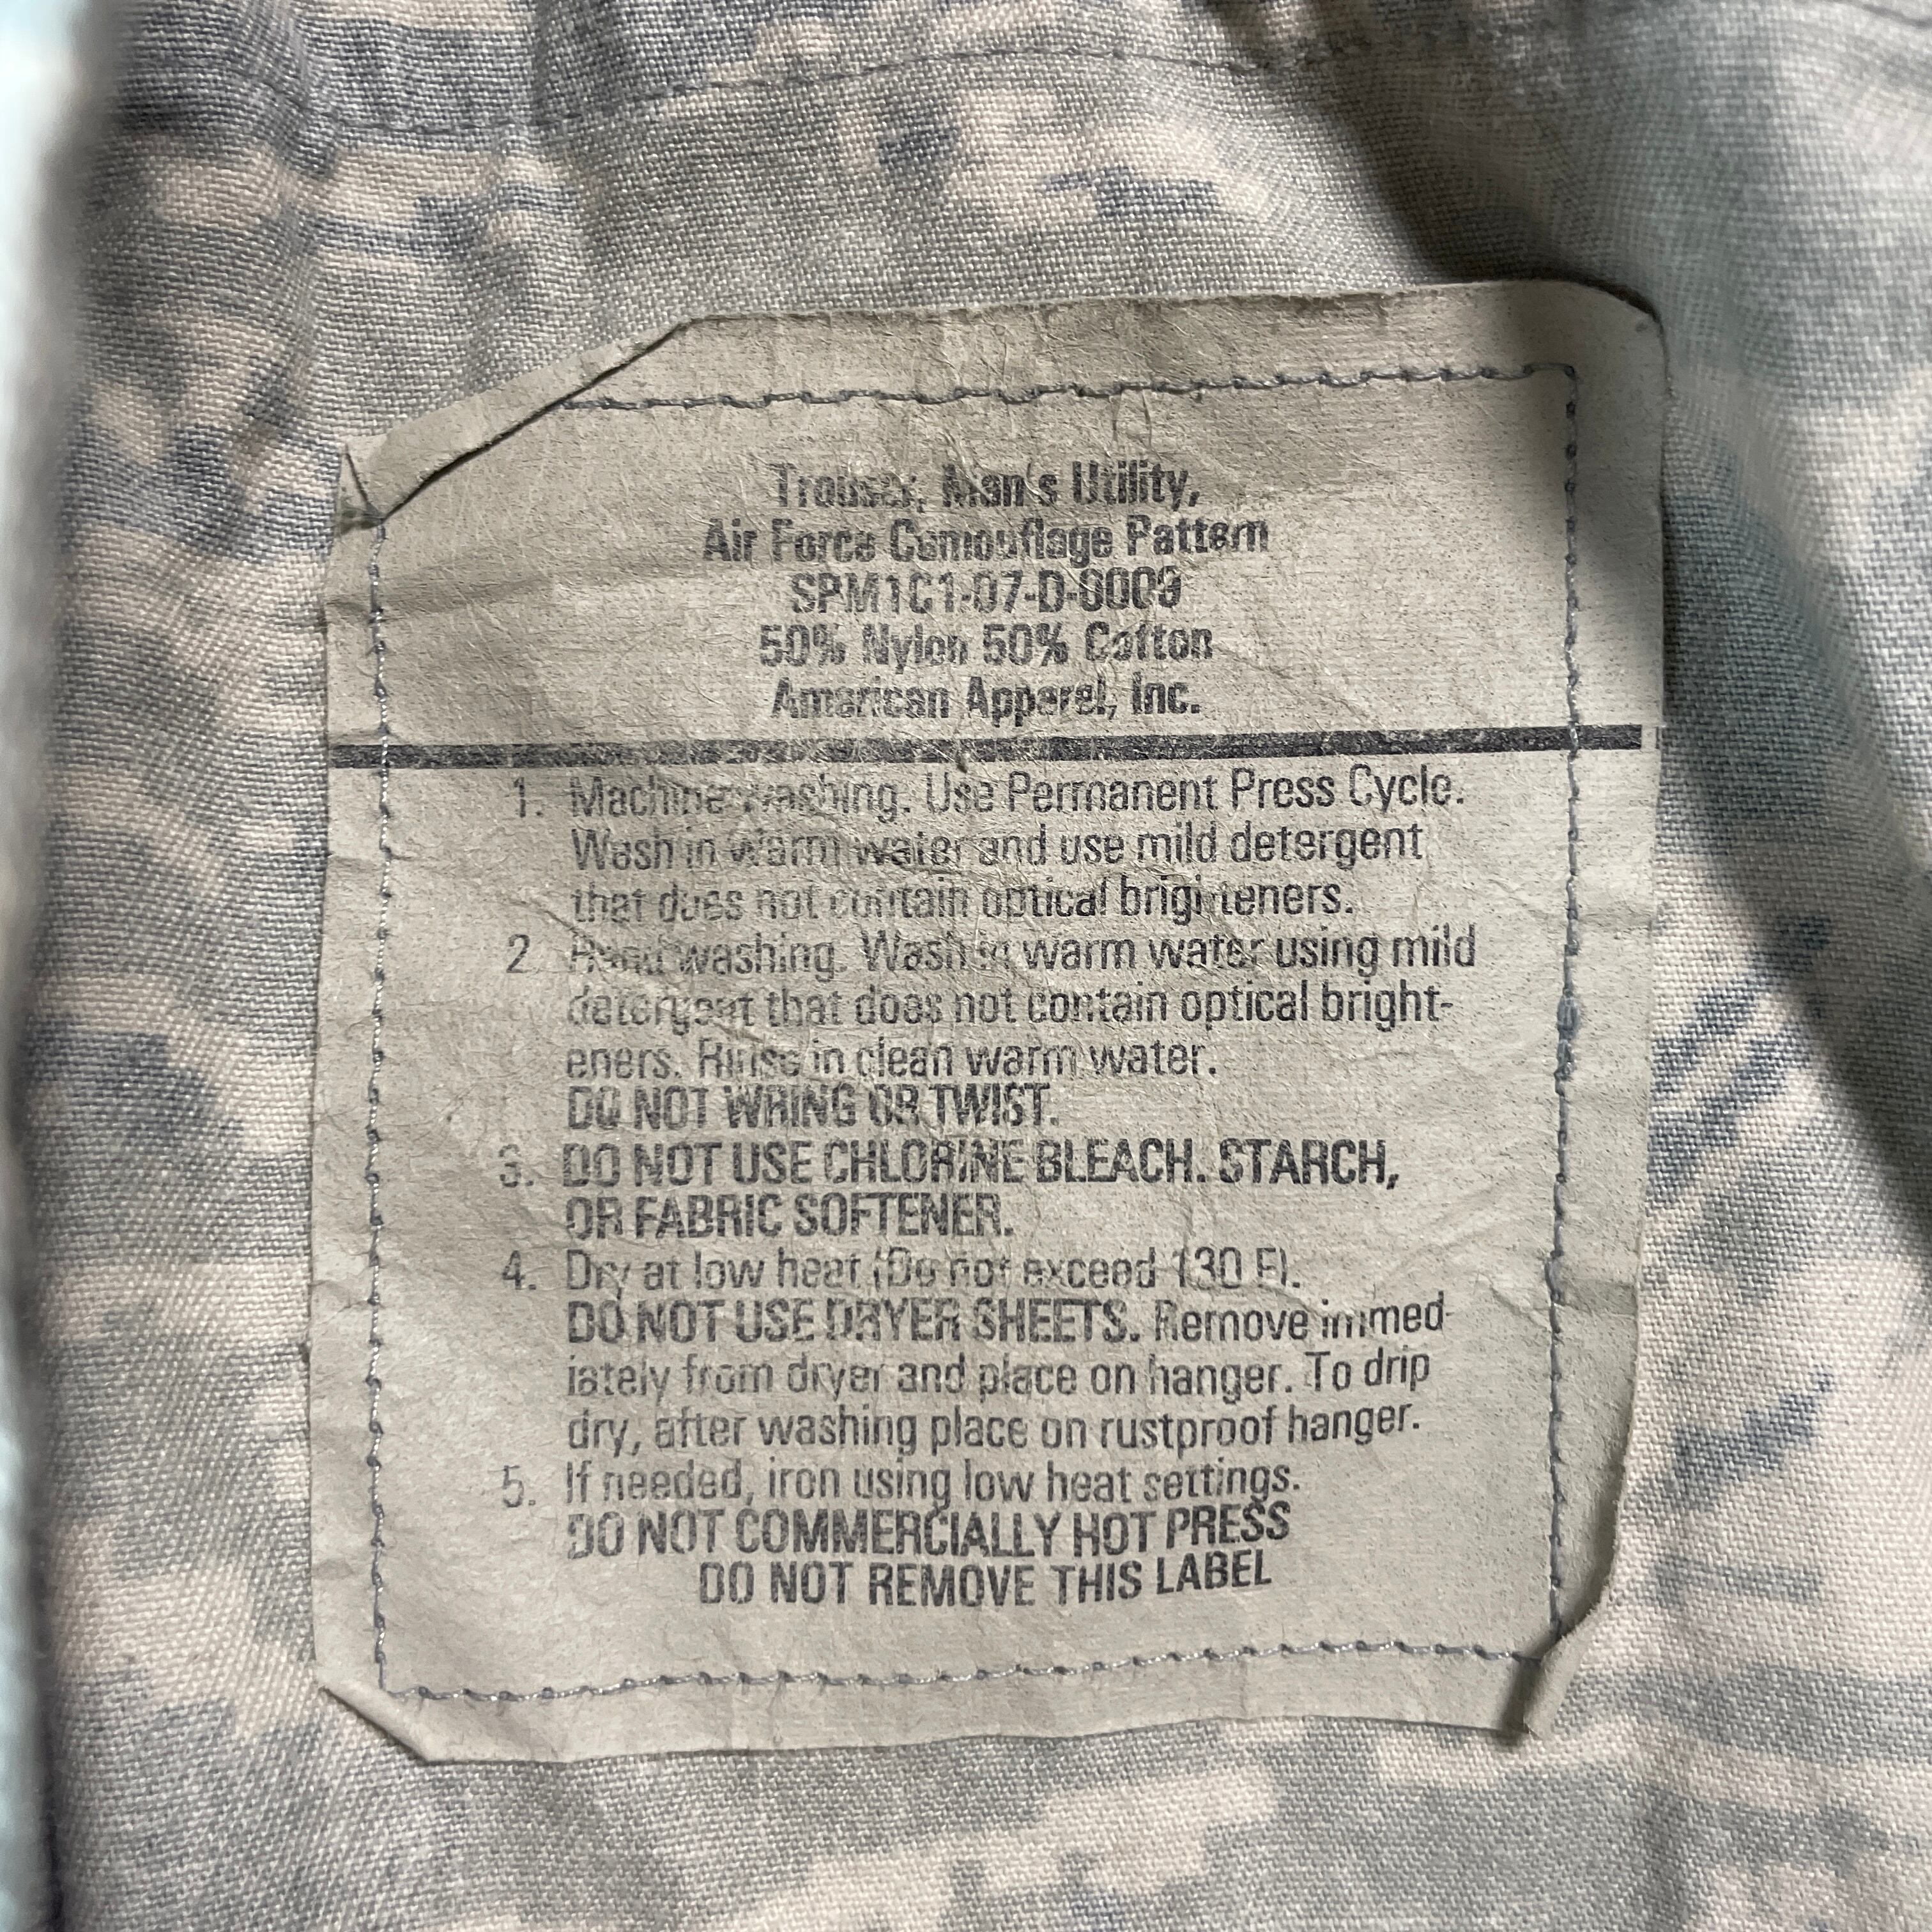 Trouser, Man's Utility,
Air Force Camouflage Pattern
50% Nylon 50% Cotton
American Apparel, Inc.
1. Machine washing. Use Permanent Press Cycle.
Wash in warm water and use mild detergent
that does not contain optical brighteners.
2. Hand washing. Wash in warm water using mild
detergent that does not contain optical bright-
eners. Rinse in clean warm water.
DO NOT WRING OR TWIST.
3. DO NOT USE CHLORINE BLEACH. STARCH,
OR FABRIC SOFTENER.
4. Dry at low heat (Do not exceed 130 F).
DO NOT USE DRYER SHEETS. Remove immed-
iately from dryer and place on hanger. To drip
dry, after washing place on rustproof hanger.
5. If needed, iron using low heat settings.
DO NOT COMMERCIALLY HOT PRESS
DO NOT REMOVE THIS LABEL